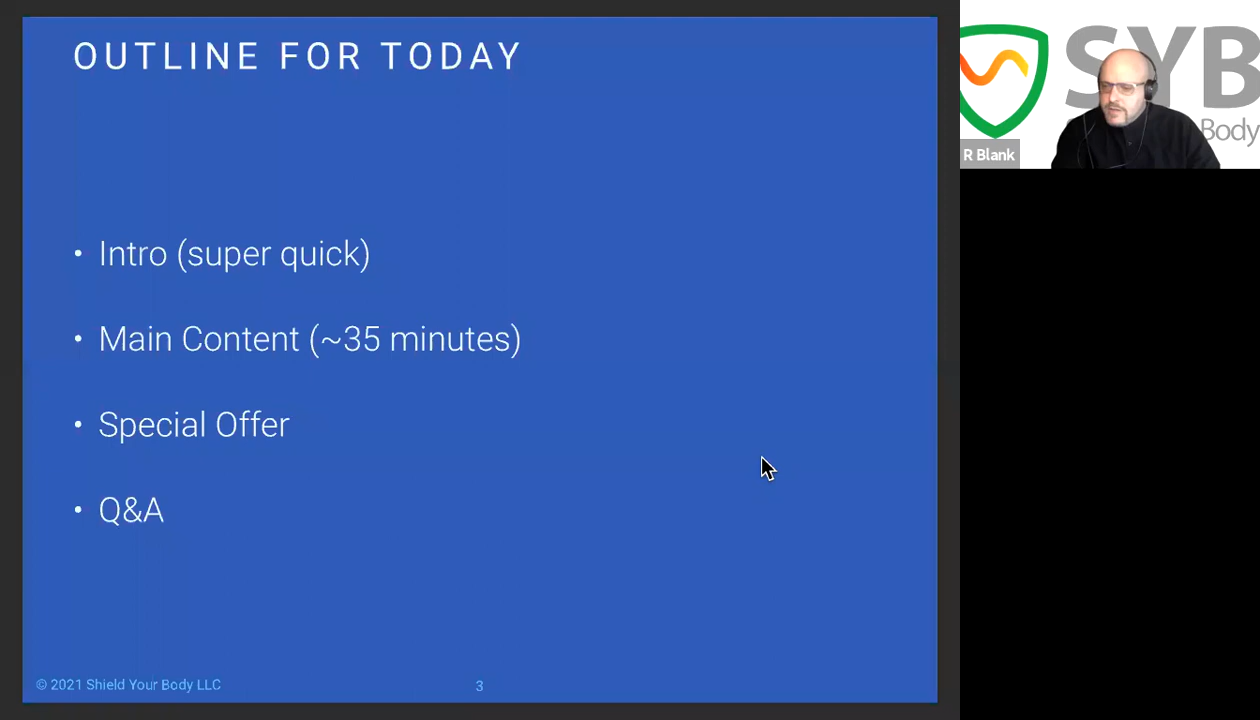 OUTLINE FOR TODAY
• Intro (super quick)
• Main Content (~35 minutes)
• Special Offer
• Q&A
© 2021 Shield Your Body LLC
3
SYB
Body
R Blank